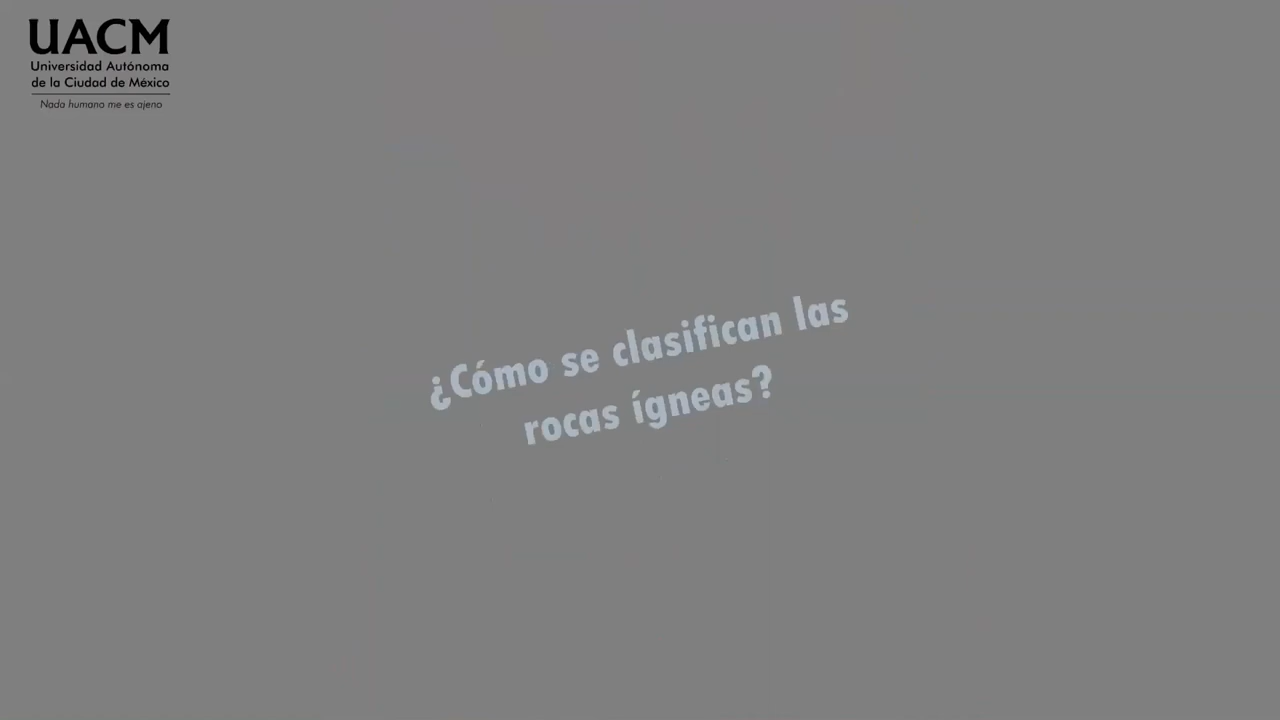 UACM
Universidad Autónoma
de la Ciudad de México
Nada humano me es ajeno
¿Cómo se clasifican las
rocas ígneas?